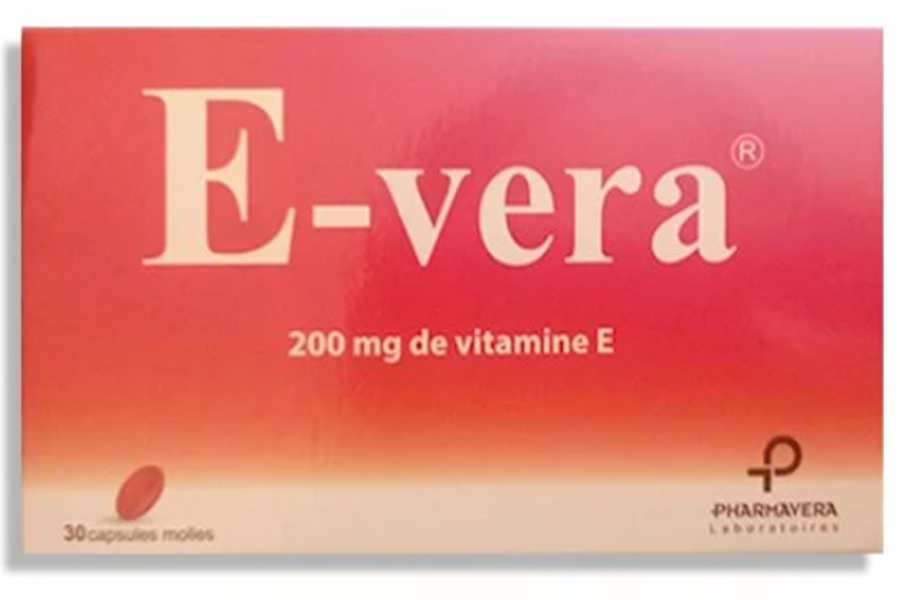 E-vera®
200 mg de vitamine E
30 capsules molles
PHARMAVERA
Laboratoires